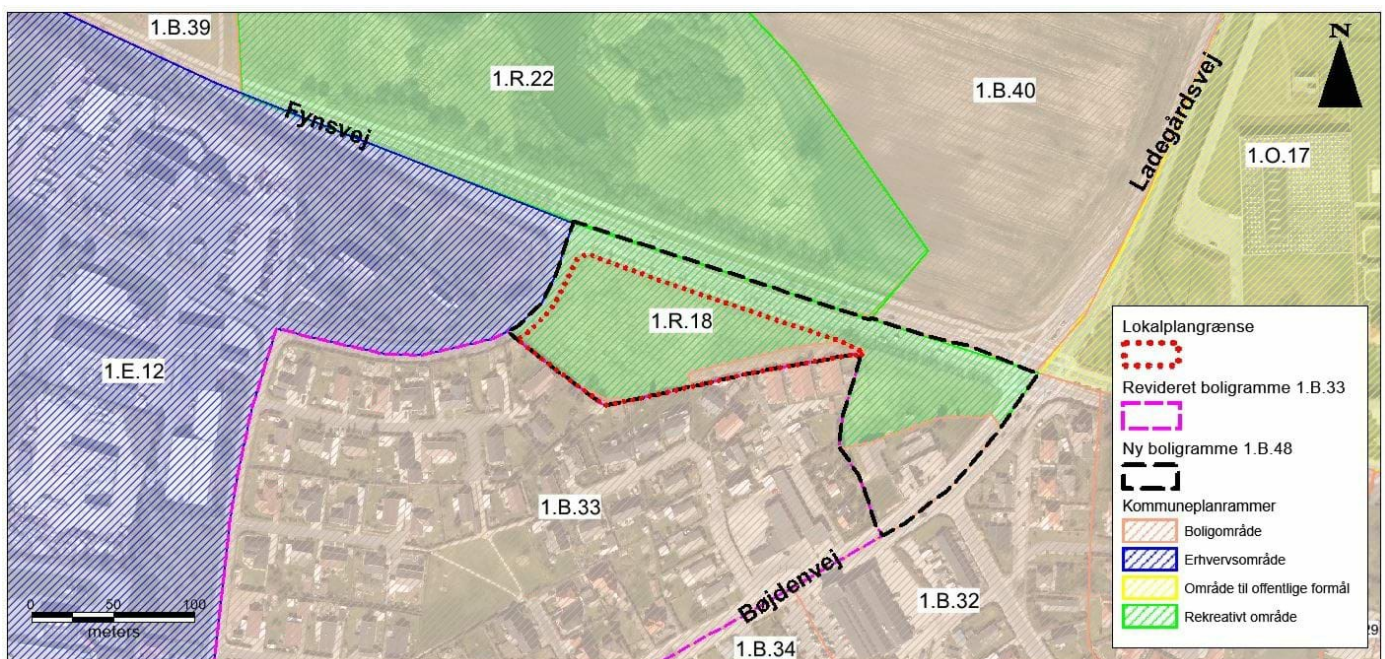 1.B.39
1.R.22
1.B.40
N
Fynsvej
Ladegårdsvej
1.O.17
1.R.18
1.E.12
1.B.33
Bøjdenvej
1.B.32
1.B.34
0 50 100
meters
Lokalplangrænse
Revideret boligramme 1.B.33
Ny boligramme 1.B.48
Kommuneplanrammer
Boligområde
Erhvervsområde
Område til offentlige formål
Rekreativt område
29